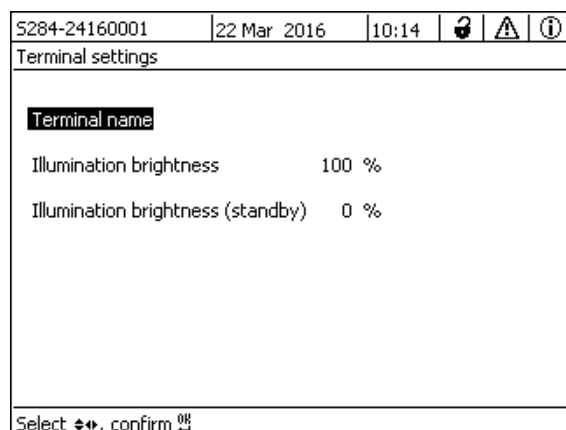 S284-24160001 22 Mar 2016 10:14
Terminal settings
Terminal name
Illumination brightness 100 %
Illumination brightness (standby) 0 %
Select , confirm OK